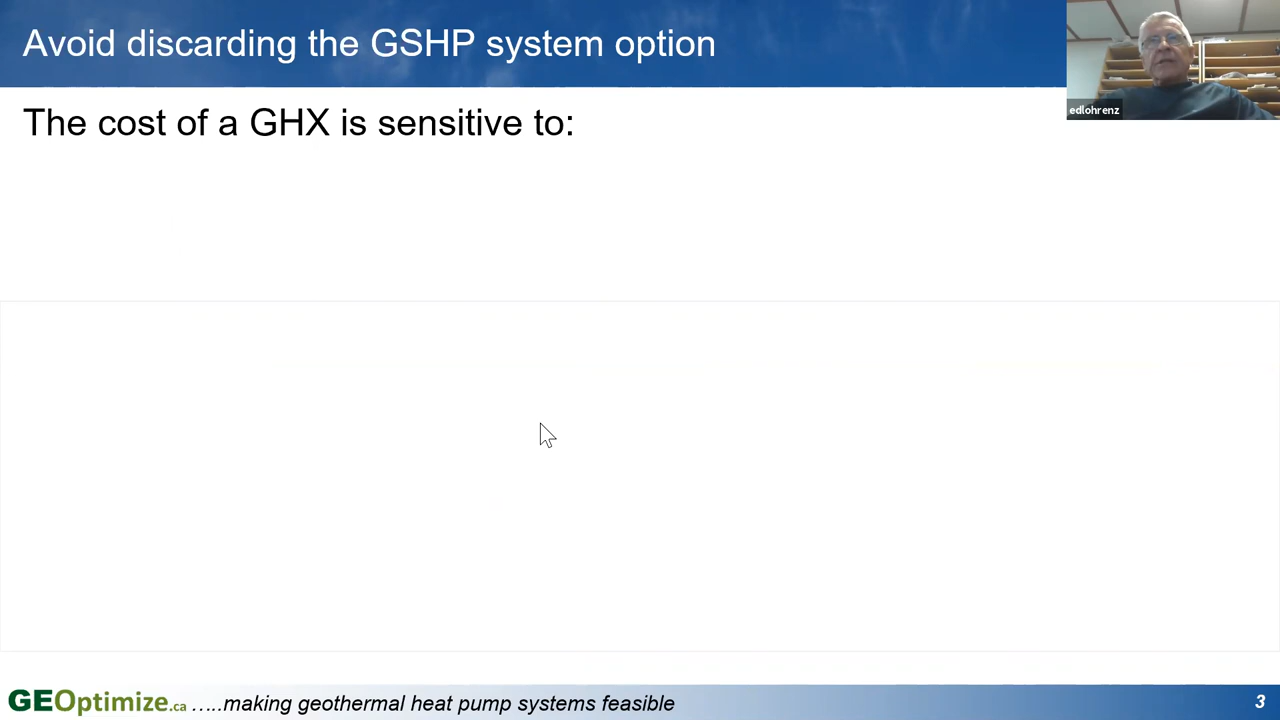 Avoid discarding the GSHP system option
edlohrenz
The cost of a GHX is sensitive to:
GEOptimize.ca …..making geothermal heat pump systems feasible
3